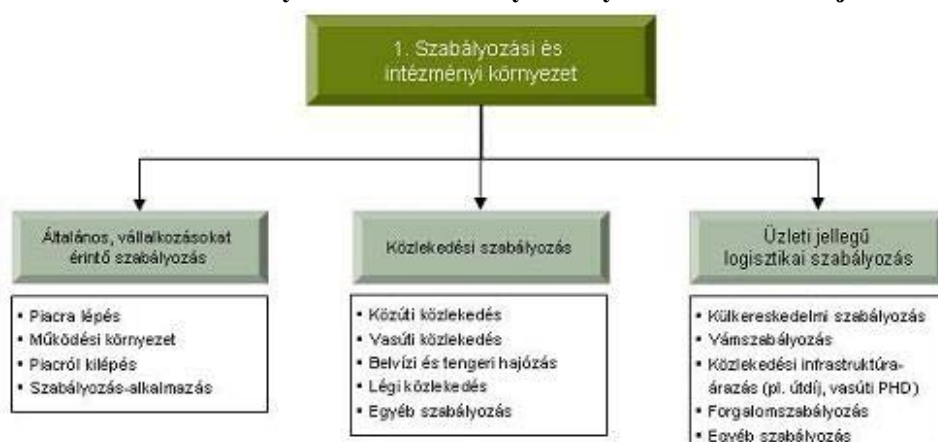 1. Szabályozási és
intézményi környezet
Általános, vállalkozásokat
érintő szabályozás
Piacra lépés
Működési környezet
Piacról kilépés
Szabályozás-alkalmazás
Közlekedési szabályozás
Közúti közlekedés
Vasúti közlekedés
Belvízi és tengeri hajózás
Légi közlekedés
Egyéb szabályozás
Üzleti jellegű
logisztikai szabályozás
Külkereskedelmi szabályozás
Vámszabályozás
Közlekedési infrastruktúra-
árazás (pl. útdíj, vasúti PHD)
Forgalomszabályozás
Egyéb szabályozás